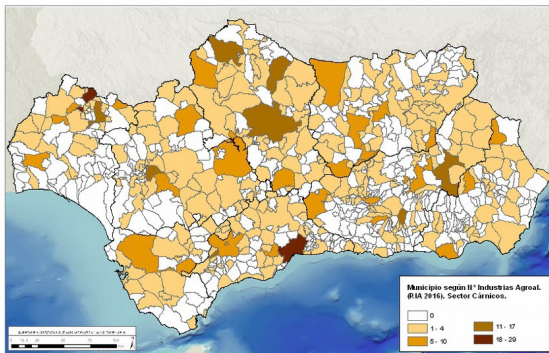 Municipio según Nº Industrias Agroal.
(RIA 2016). Sector Cárnicos.
0
1 - 4
5 - 10
11 - 17
18 - 29